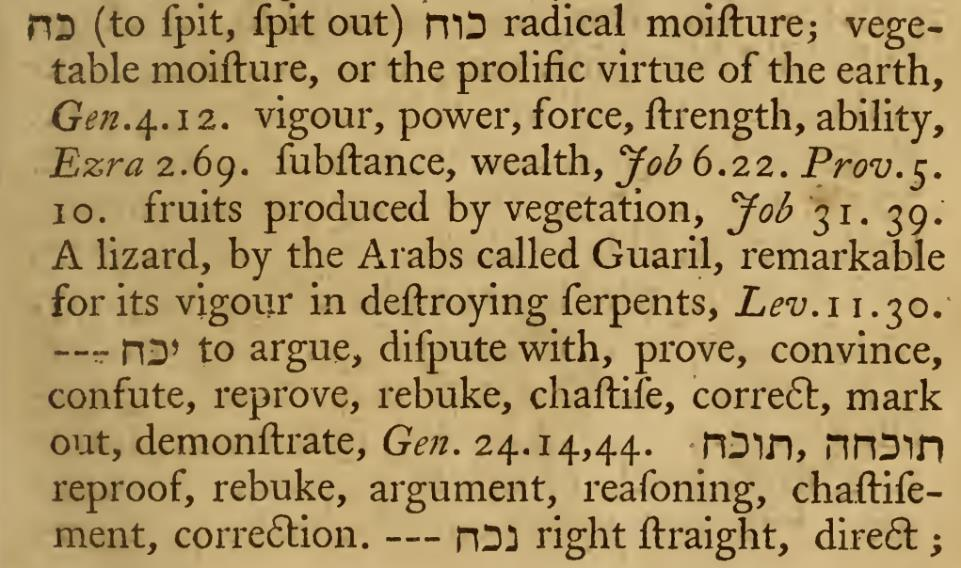 כח (to ſpit, ſpit out) כוח radical moiſture; vege-
table moiſture, or the prolific virtue of the earth,
Gen.4.12. vigour, power, force, ſtrength, ability,
Ezra 2.69. ſubſtance, wealth, Job 6.22. Prov.5.
10. fruits produced by vegetation, Job 31. 39.
A lizard, by the Arabs called Guaril, remarkable
for its vigour in deſtroying ſerpents, Lev.11.30.
--- יכח to argue, diſpute with, prove, convince,
confute, reprove, rebuke, chaſtiſe, correct, mark
out, demonſtrate, Gen. 24.14,44. תוכחה ,תוכח
reproof, rebuke, argument, reaſoning, chaſtiſe-
ment, correction. --- נכח right ſtraight, direct ;